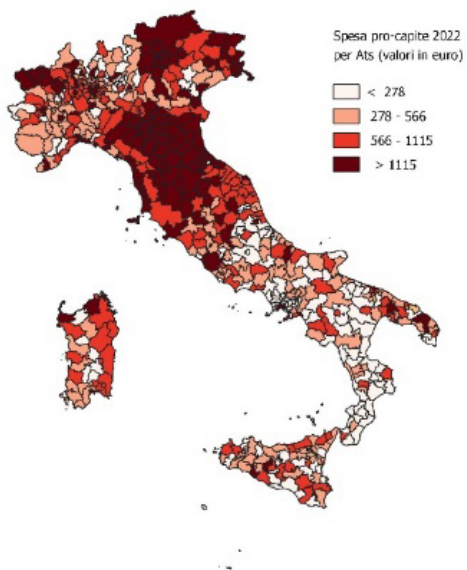 Spesa pro-capite 2022
per Ats (valori in euro)
< 278
278 - 566
566 - 1115
> 1115